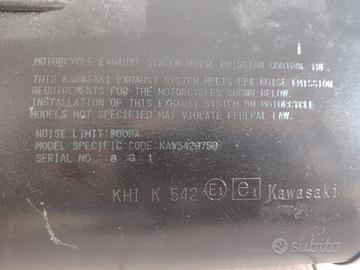 MOTORCYCLE EXHAUST SYSTEM NOISE EMISSION CONTROL INF.
THIS KAWASAKI EXHAUST SYSTEM MEETS EPA NOISE EMISSION
REQUIREMENTS FOR THE MOTORCYCLES SHOWN BELOW.
INSTALLATION OF THIS EXHAUST SYSTEM ON MOTORCYCLE
MODELS NOT SPECIFIED MAY VIOLATE FEDERAL LAW.
NOISE LIMIT:80DBA
MODEL SPECIFIC CODE:KAW5420750
SERIAL NO. 8 G 1
KHI K 542 E1 e1 Kawasaki
subito